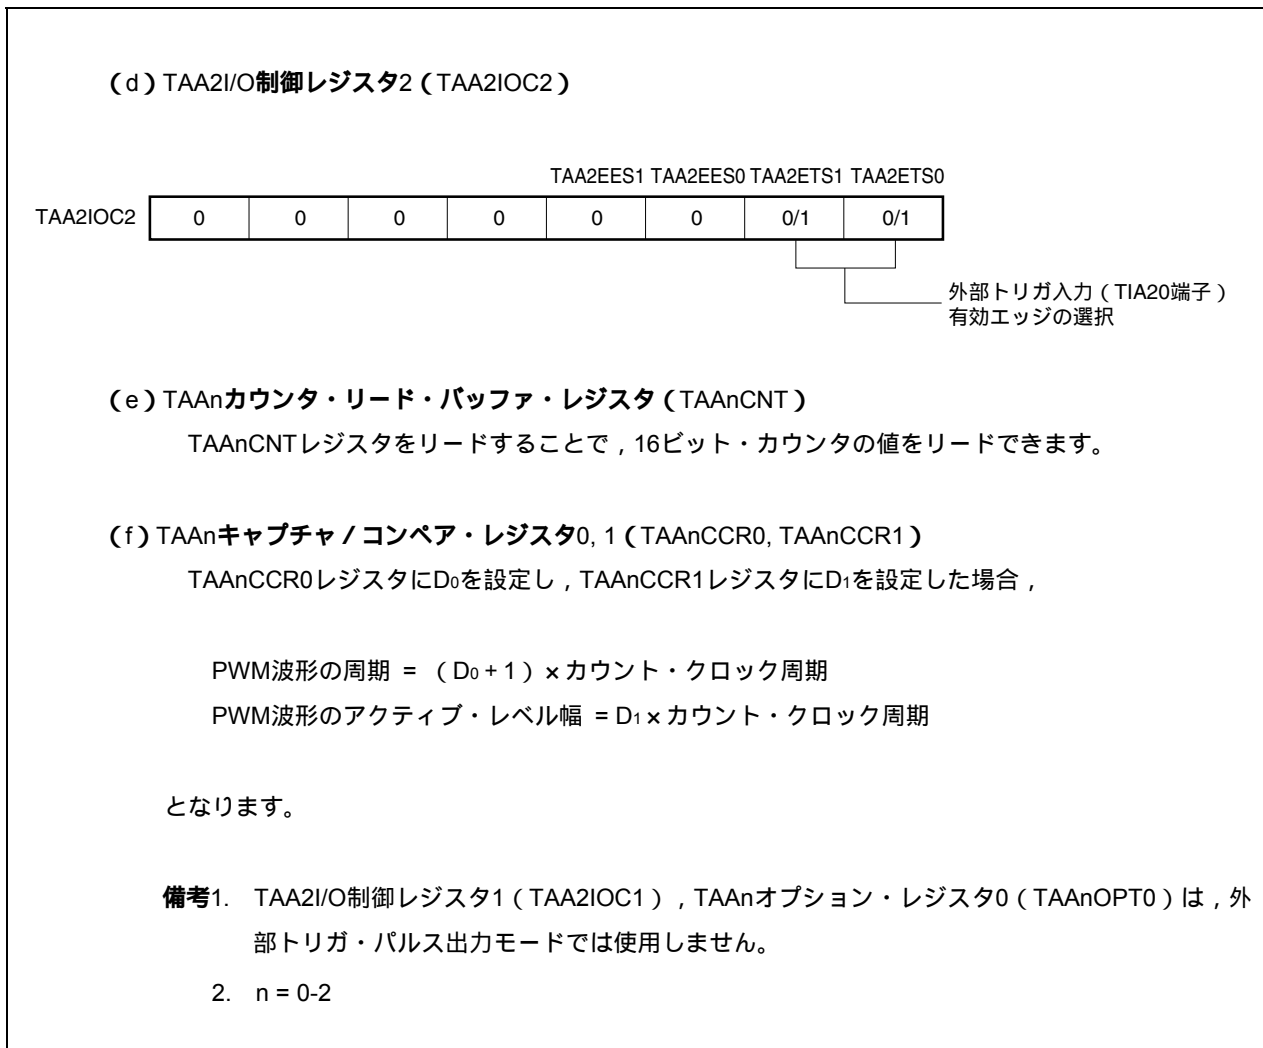 （d）TAA2I/O制御レジスタ2（TAA2IOC2）
TAA2EES1 TAA2EES0 TAA2ETS1 TAA2ETS0
TAA2IOC2 0 0 0 0 0 0 0/1 0/1
外部トリガ入力（TIA20端子）
有効エッジの選択
（e）TAAnカウンタ・リード・バッファ・レジスタ（TAAnCNT）
TAAnCNTレジスタをリードすることで，16ビット・カウンタの値をリードできます。
（f）TAAnキャプチャ／コンペア・レジスタ0, 1（TAAnCCR0, TAAnCCR1）
TAAnCCR0レジスタにD₀を設定し，TAAnCCR1レジスタにD₁を設定した場合，
PWM波形の周期 = （D₀＋1）×カウント・クロック周期
PWM波形のアクティブ・レベル幅 = D₁×カウント・クロック周期
となります。
備考1. TAA2I/O制御レジスタ1（TAA2IOC1），TAAnオプション・レジスタ0（TAAnOPT0）は，外
部トリガ・パルス出力モードでは使用しません。
2. n = 0-2